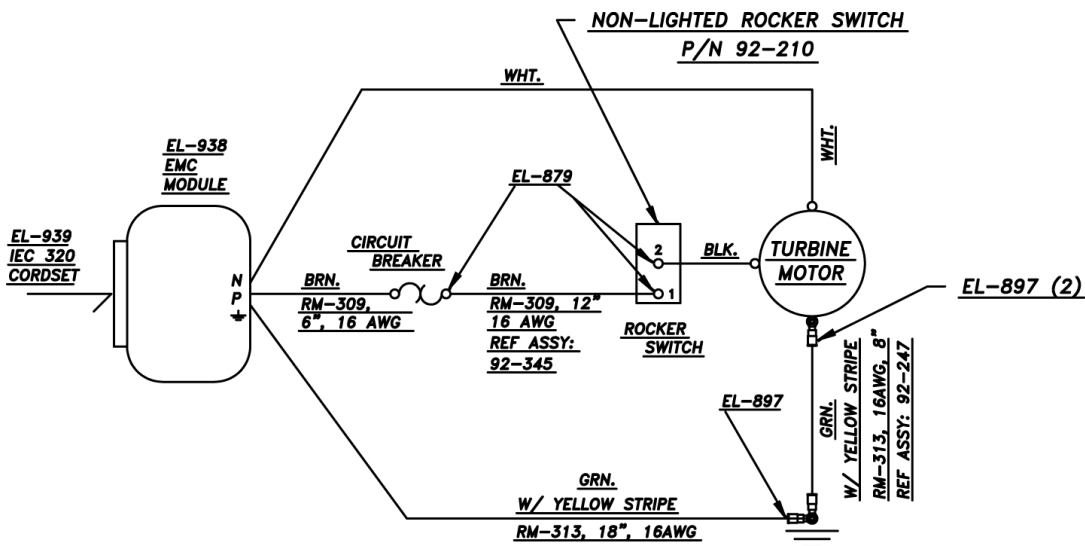 NON-LIGHTED ROCKER SWITCH
P/N 92-210
WHT.
WHT.
EL-938
EMC
MODULE
EL-879
EL-939
IEC 320
CORDSET
CIRCUIT
BREAKER
2
BLK.
TURBINE
MOTOR
N
P
BRN.
RM-309,
6", 16 AWG
BRN.
RM-309, 12"
16 AWG
REF ASSY:
92-345
1
ROCKER
SWITCH
EL-897 (2)
GRN.
W/ YELLOW STRIPE
RM-313, 16AWG, 8"
REF ASSY: 92-247
EL-897
GRN.
W/ YELLOW STRIPE
RM-313, 18", 16AWG